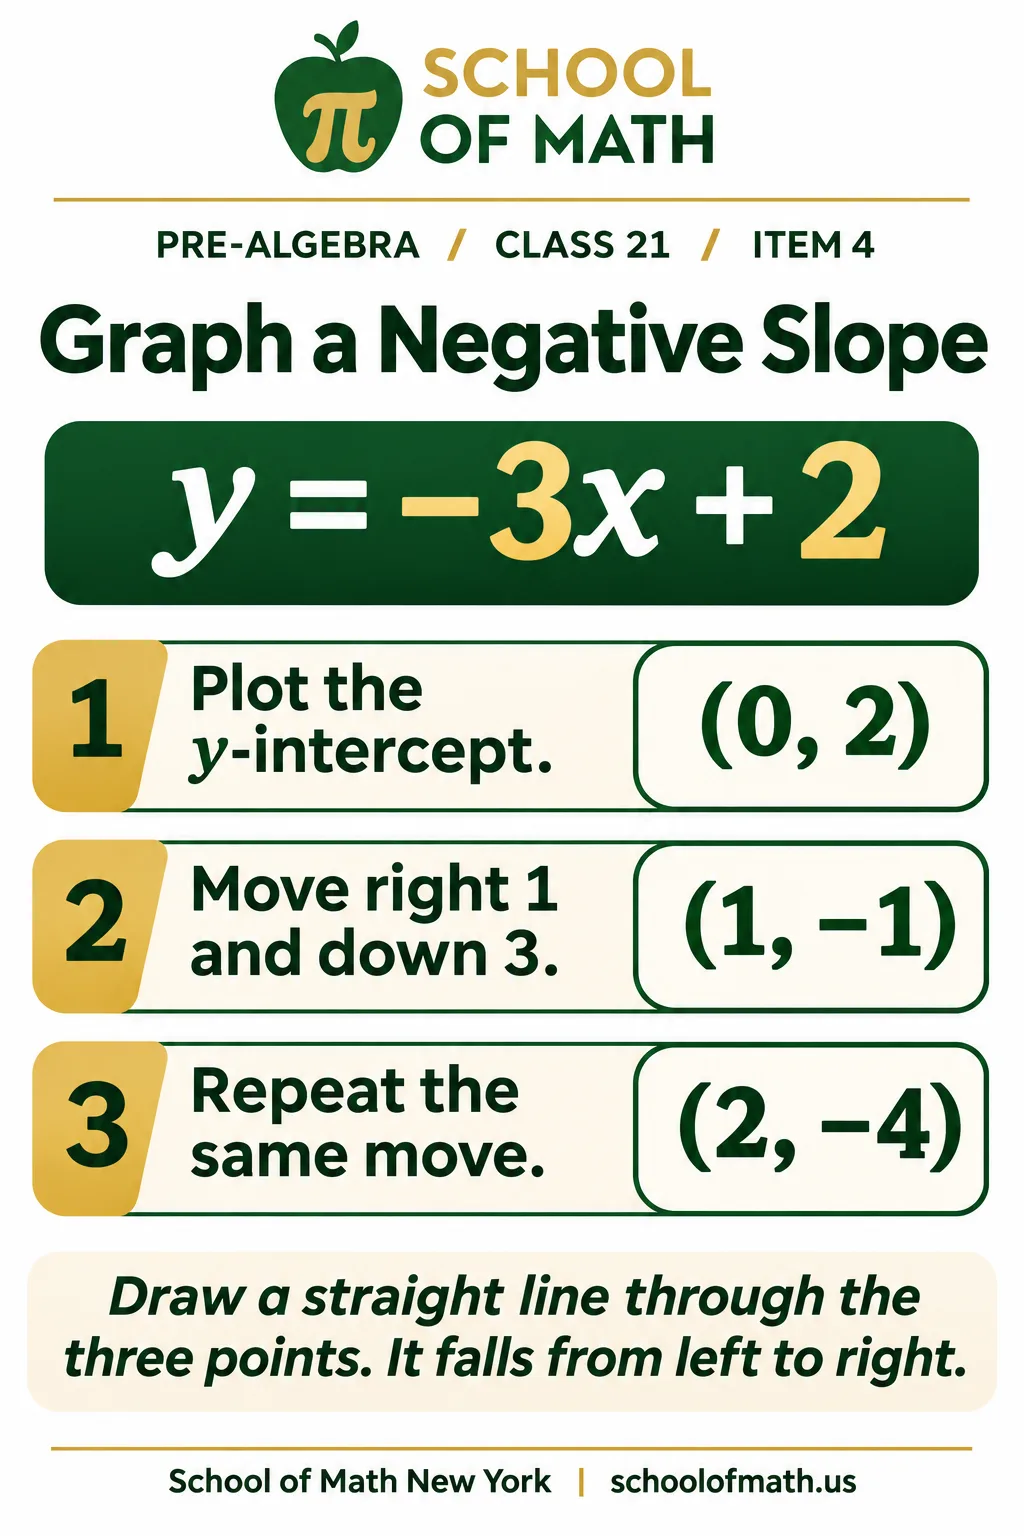 π
SCHOOL
OF MATH
PRE-ALGEBRA / CLASS 21 / ITEM 4
Graph a Negative Slope
y = −3x + 2
1
Plot the
y-intercept.
(0, 2)
2
Move right 1
and down 3.
(1, −1)
3
Repeat the
same move.
(2, −4)
Draw a straight line through the
three points. It falls from left to right.
School of Math New York | schoolofmath.us